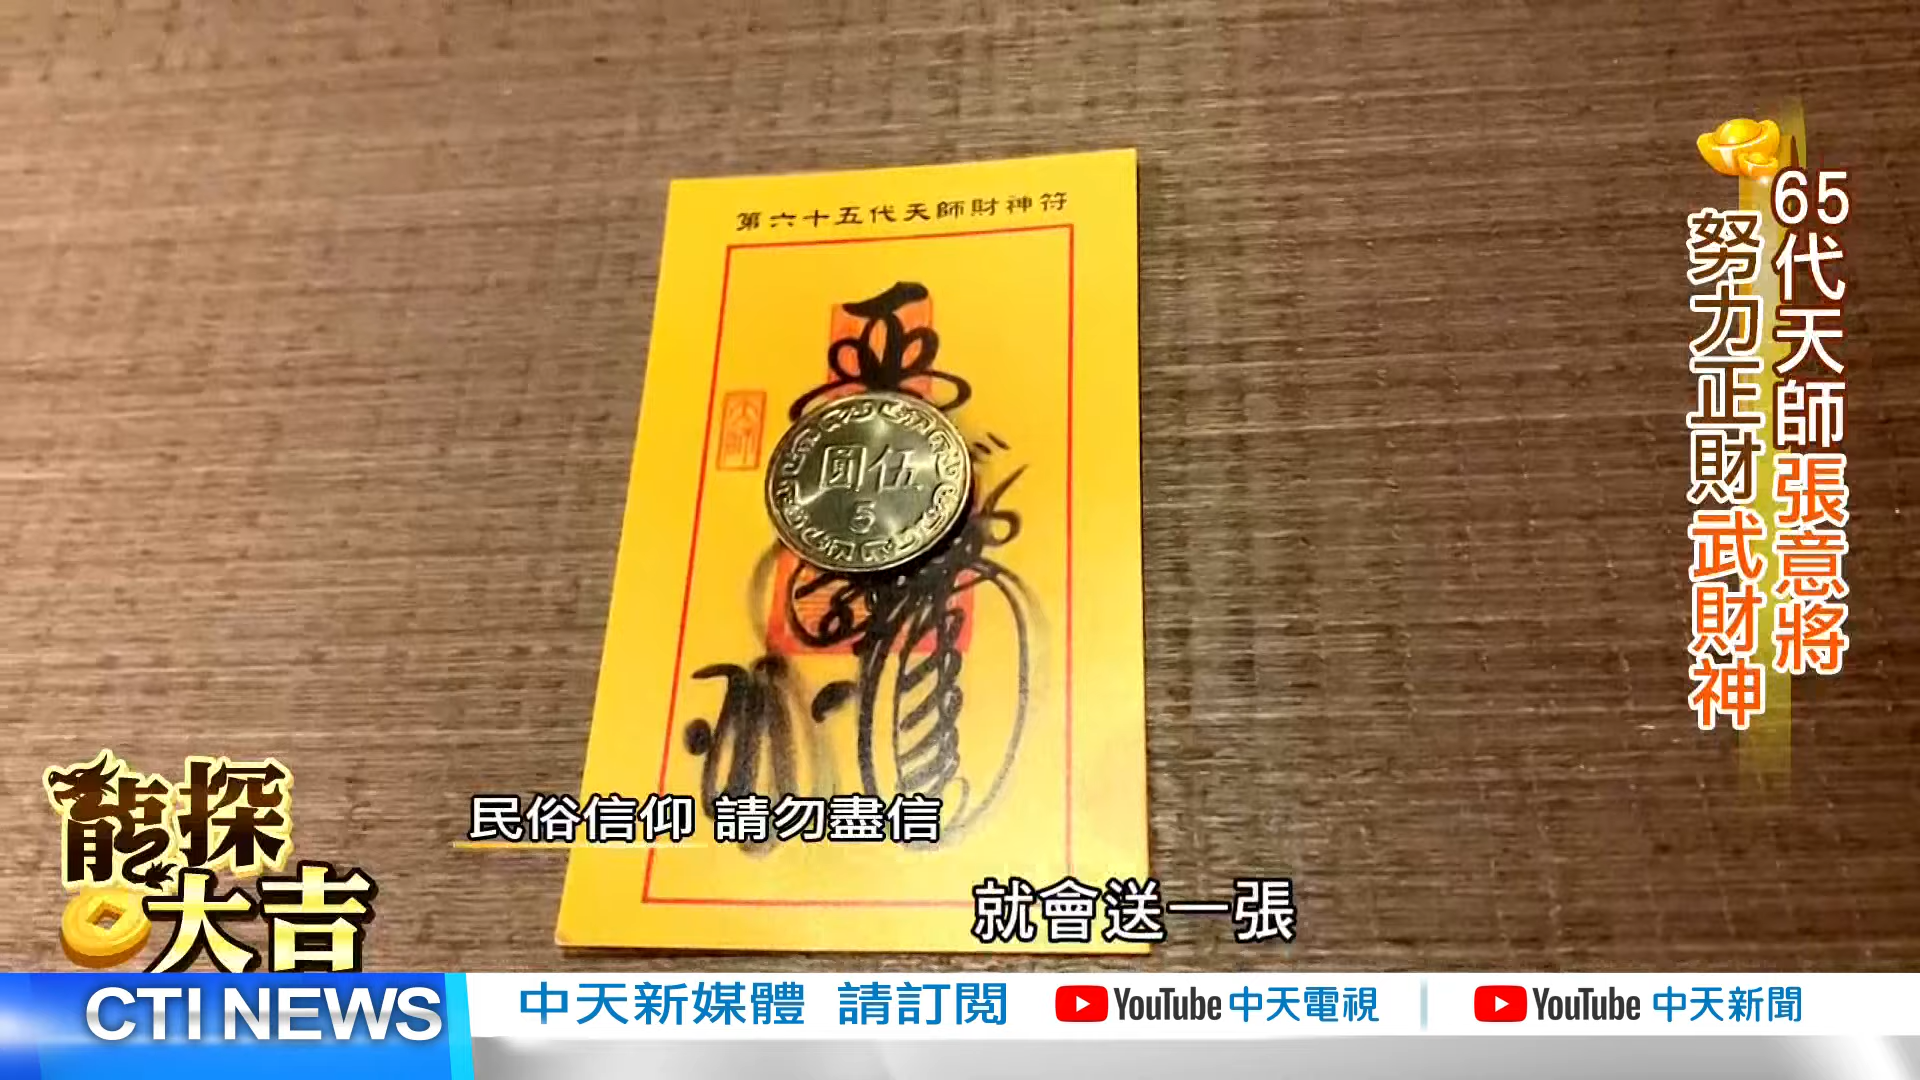 65代天師張意將
努力正財武財神
第六十五代天師財神符
天師
伍圓
5
民俗信仰 請勿盡信
就會送一張
龍探大吉
CTI NEWS
中天新媒體 請訂閱 YouTube 中天電視 | YouTube 中天新聞